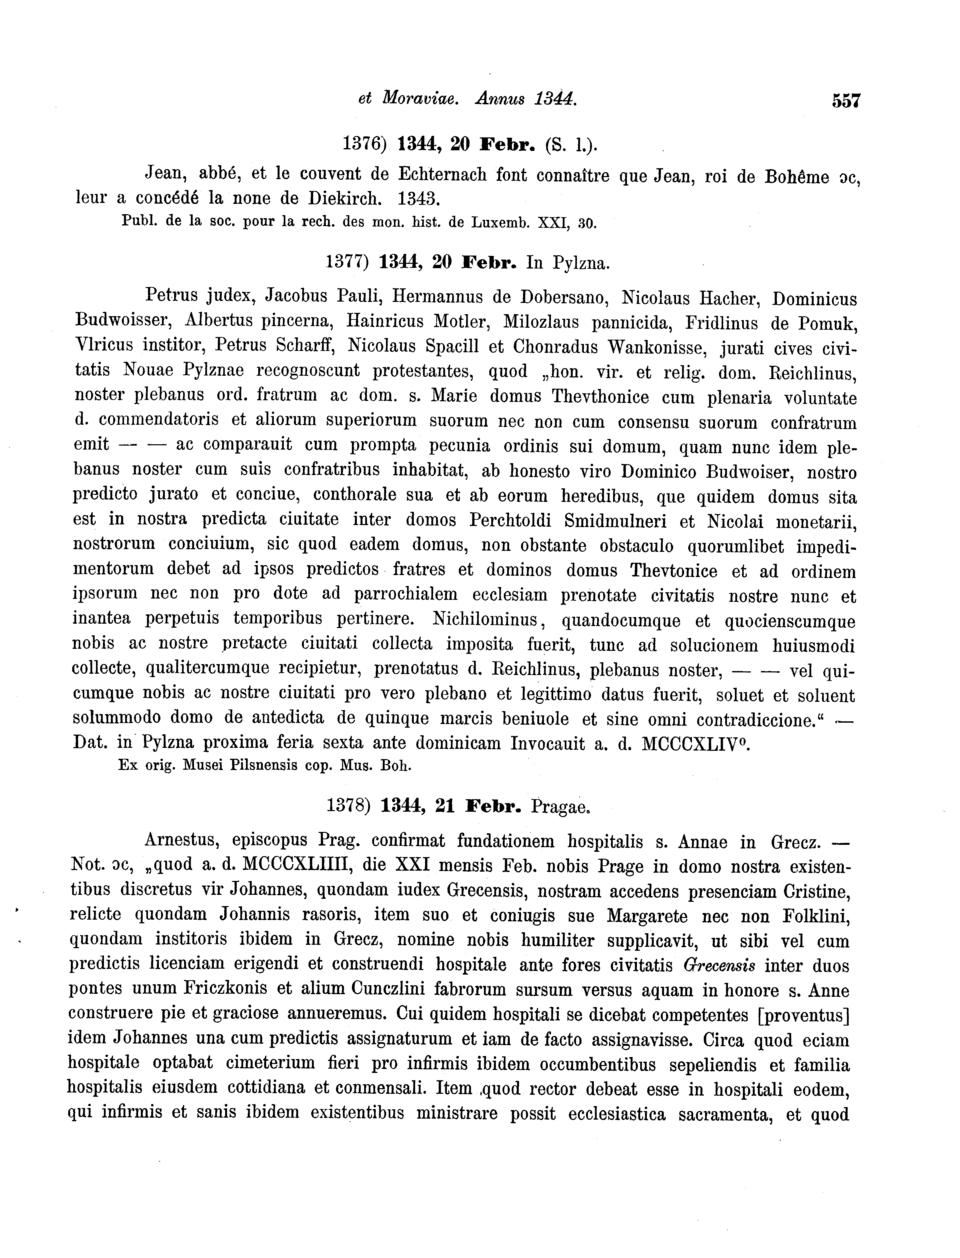 et Moraviae. Annus 1344. 557
1376) 1344, 20 Febr. (S. l.).
Jean, abbé, et le couvent de Echternach font connaître que Jean, roi de Bohême ɔc,
leur a concédé la none de Diekirch. 1343.
Publ. de la soc. pour la rech. des mon. hist. de Luxemb. XXI, 30.
1377) 1344, 20 Febr. In Pylzna.
Petrus judex, Jacobus Pauli, Hermannus de Dobersano, Nicolaus Hacher, Dominicus
Budwoisser, Albertus pincerna, Hainricus Motler, Milozlaus pannicida, Fridlinus de Pomuk,
Vlricus institor, Petrus Scharff, Nicolaus Spacill et Chonradus Wankonisse, jurati cives civi-
tatis Nouae Pylznae recognoscunt protestantes, quod „hon. vir. et relig. dom. Reichlinus,
noster plebanus ord. fratrum ac dom. s. Marie domus Thevthonice cum plenaria voluntate
d. commendatoris et aliorum superiorum suorum nec non cum consensu suorum confratrum
emit — — ac comparauit cum prompta pecunia ordinis sui domum, quam nunc idem ple-
banus noster cum suis confratribus inhabitat, ab honesto viro Dominico Budwoiser, nostro
predicto jurato et conciue, conthorale sua et ab eorum heredibus, que quidem domus sita
est in nostra predicta ciuitate inter domos Perchtoldi Smidmulneri et Nicolai monetarii,
nostrorum conciuium, sic quod eadem domus, non obstante obstaculo quorumlibet impedi-
mentorum debet ad ipsos predictos fratres et dominos domus Thevtonice et ad ordinem
ipsorum nec non pro dote ad parrochialem ecclesiam prenotate civitatis nostre nunc et
inantea perpetuis temporibus pertinere. Nichilominus, quandocumque et quocienscumque
nobis ac nostre pretacte ciuitati collecta imposita fuerit, tunc ad solucionem huiusmodi
collecte, qualitercumque recipietur, prenotatus d. Reichlinus, plebanus noster, — — vel qui-
cumque nobis ac nostre ciuitati pro vero plebano et legittimo datus fuerit, soluet et soluent
solummodo domo de antedicta de quinque marcis beniuole et sine omni contradiccione.“ —
Dat. in Pylzna proxima feria sexta ante dominicam Invocauit a. d. MCCCXLIVº.
Ex orig. Musei Pilsnensis cop. Mus. Boh.
1378) 1344, 21 Febr. Pragae.
Arnestus, episcopus Prag. confirmat fundationem hospitalis s. Annae in Grecz. —
Not. ɔc, „quod a. d. MCCCXLIIII, die XXI mensis Feb. nobis Prage in domo nostra existen-
tibus discretus vir Johannes, quondam iudex Grecensis, nostram accedens presenciam Cristine,
relicte quondam Johannis rasoris, item suo et coniugis sue Margarete nec non Folklini,
quondam institoris ibidem in Grecz, nomine nobis humiliter supplicavit, ut sibi vel cum
predictis licenciam erigendi et construendi hospitale ante fores civitatis Grecensis inter duos
pontes unum Friczkonis et alium Cunczlini fabrorum sursum versus aquam in honore s. Anne
construere pie et graciose annueremus. Cui quidem hospitali se dicebat competentes [proventus]
idem Johannes una cum predictis assignaturum et iam de facto assignavisse. Circa quod eciam
hospitale optabat cimeterium fieri pro infirmis ibidem occumbentibus sepeliendis et familia
hospitalis eiusdem cottidiana et conmensali. Item quod rector debeat esse in hospitali eodem,
qui infirmis et sanis ibidem existentibus ministrare possit ecclesiastica sacramenta, et quod